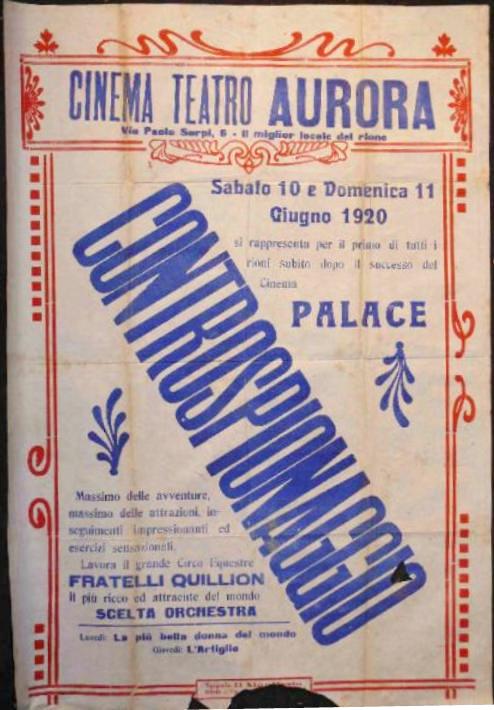 CINEMA TEATRO AURORA
Via Paolo Sarpi, 6 - Il miglior locale del rione
Sabato 10 e Domenica 11
Giugno 1920
si rappresenta per il primo di tutti i
rioni subito dopo il successo del
Cinema
PALACE
CONTROSPIONAGGIO
Massimo delle avventure,
massimo delle attrazioni, in-
seguimenti impressionanti ed
esercizi sensazionali.
Lavora il grande Circo Equestre
FRATELLI QUILLION
Il più ricco ed attraente del mondo
SCELTA ORCHESTRA
Lunedì: La più bella donna del mondo
Giovedì: L'Artiglio